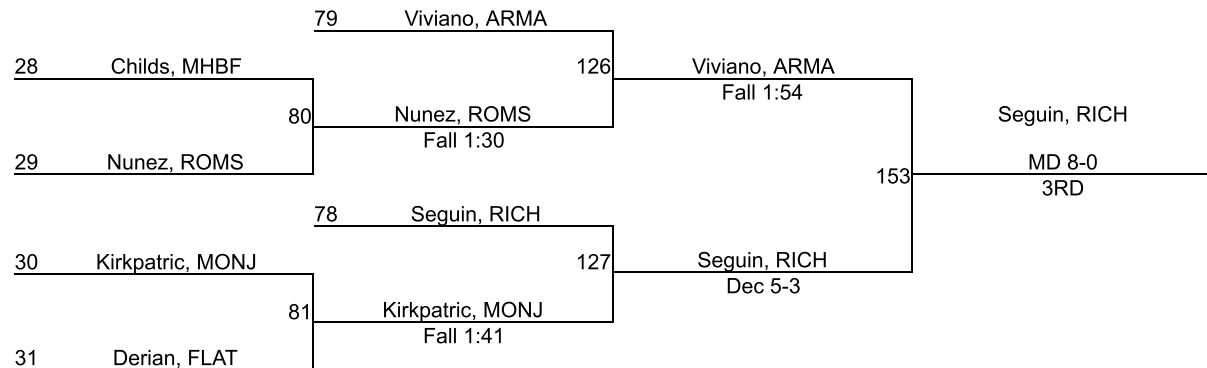 79 Viviano, ARMA
28 Childs, MHBF
126 Viviano, ARMA
Fall 1:54
80 Nunez, ROMS
Fall 1:30
Seguin, RICH
29 Nunez, ROMS
MD 8-0
153
3RD
78 Seguin, RICH
30 Kirkpatric, MONJ
127 Seguin, RICH
Dec 5-3
81 Kirkpatric, MONJ
Fall 1:41
31 Derian, FLAT